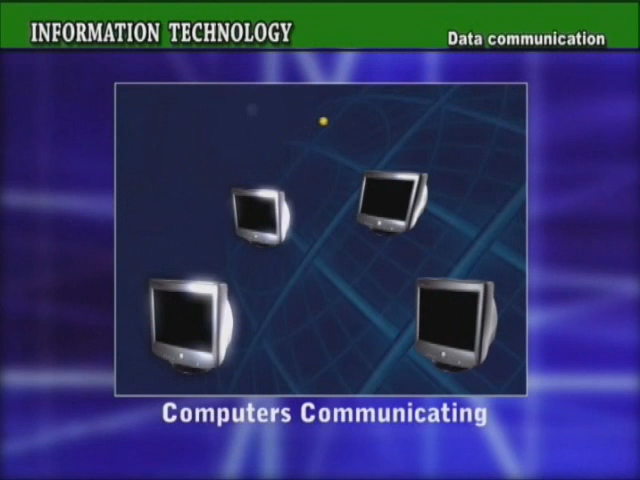 INFORMATION TECHNOLOGY
Data communication
Computers Communicating